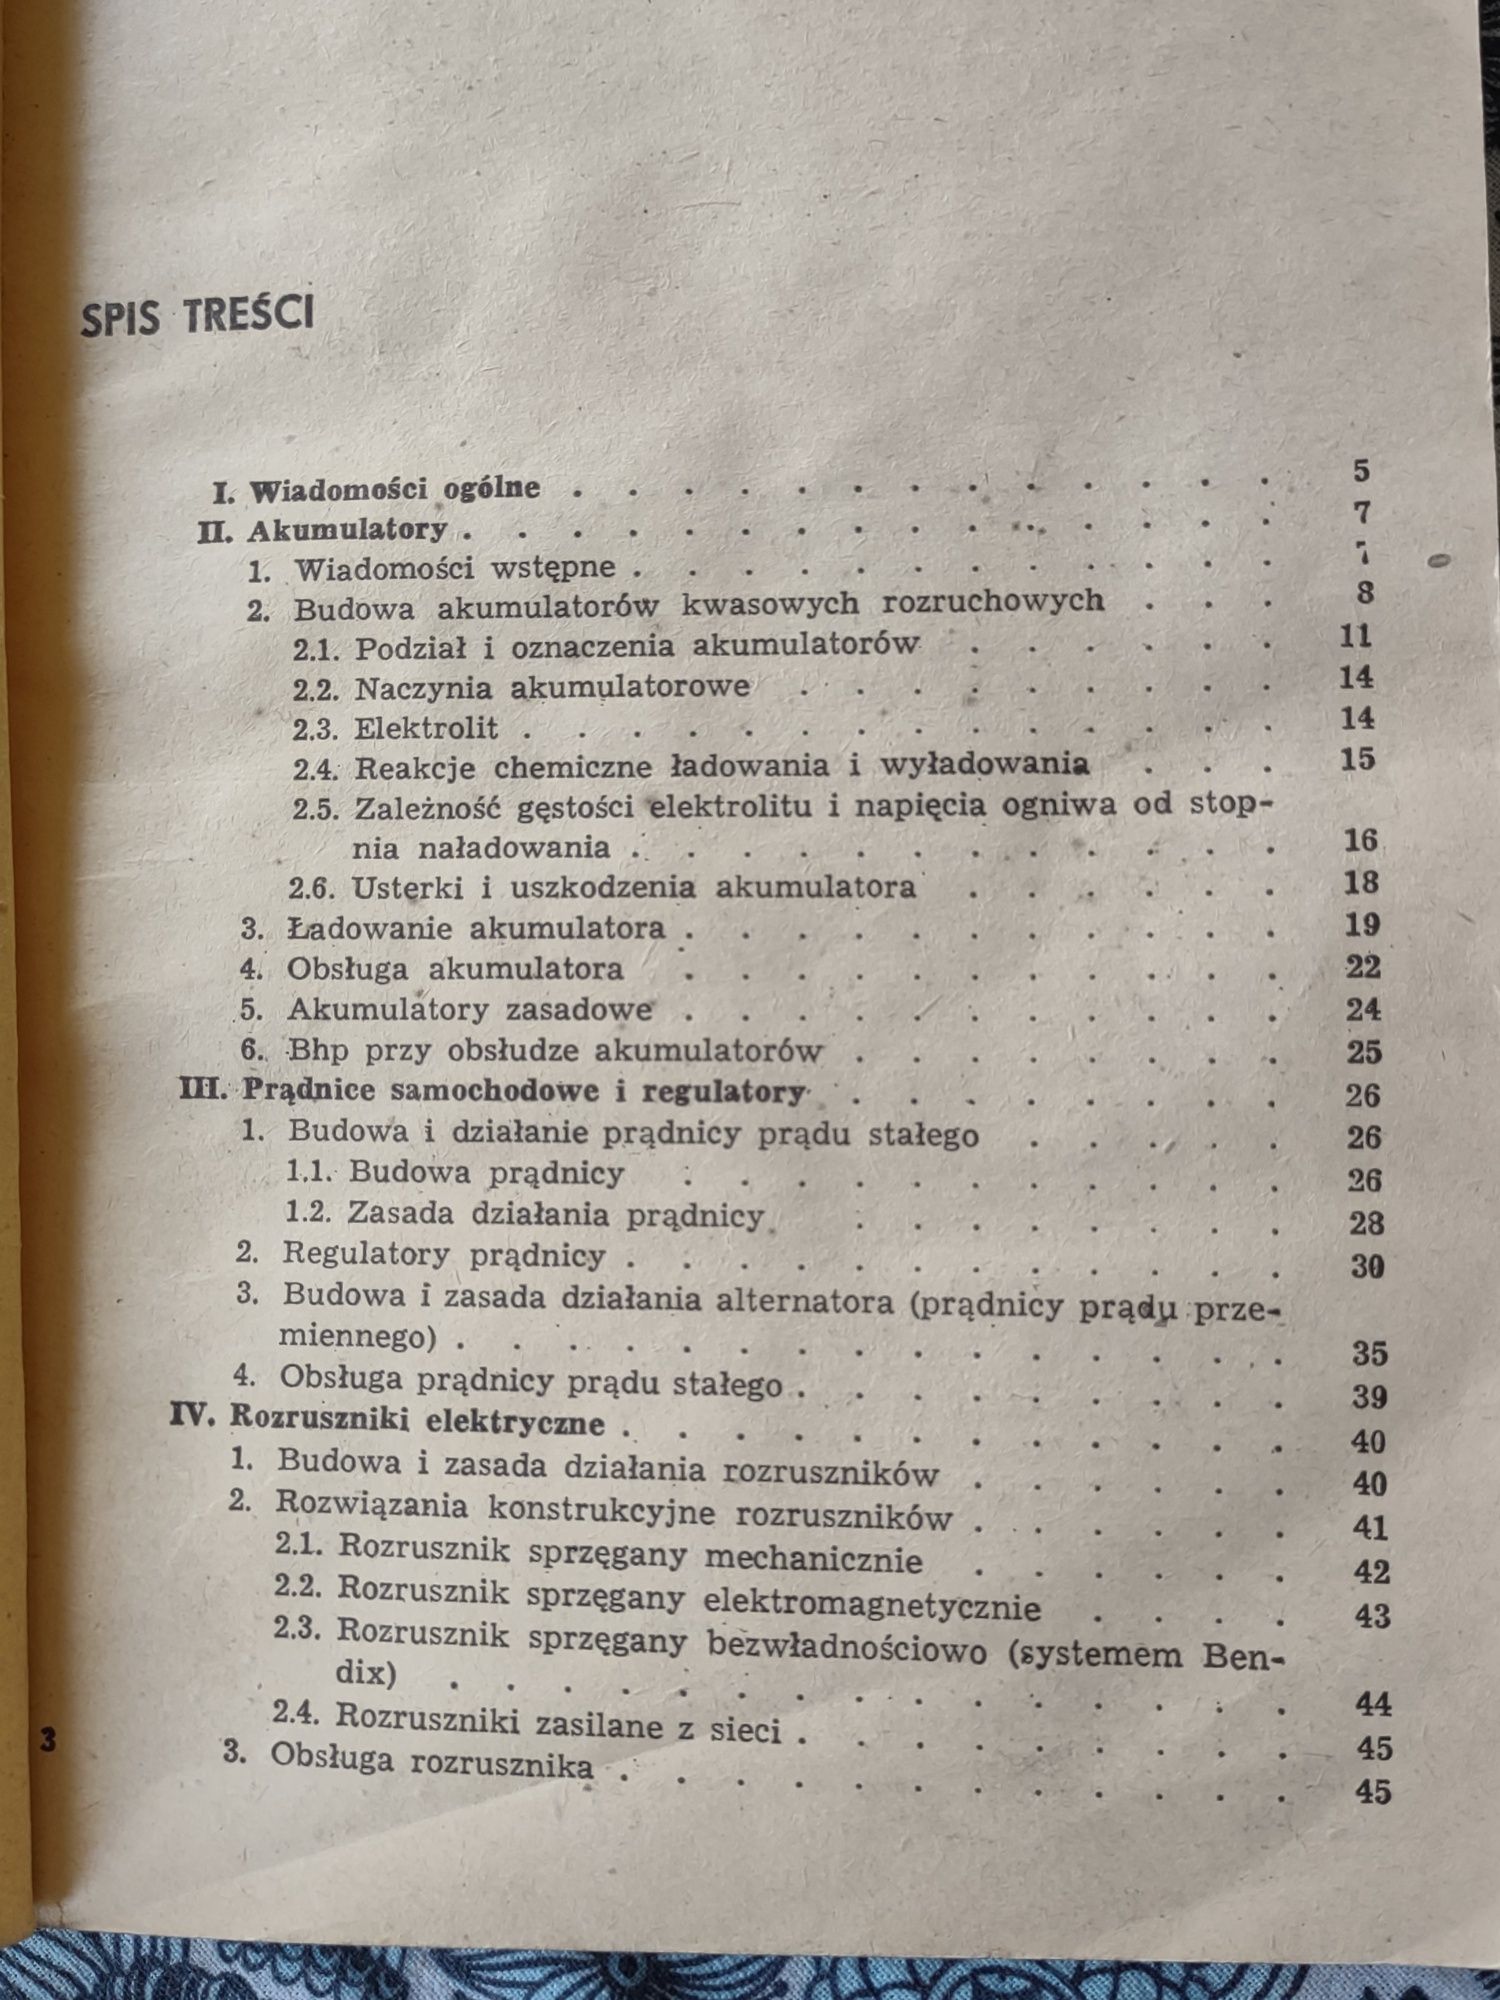 SPIS TREŚCI
I. Wiadomości ogólne . . . . . . . . . . . . . 5
II. Akumulatory . . . . . . . . . . . . . . . 7
1. Wiadomości wstępne . . . . . . . . . . . . 7
2. Budowa akumulatorów kwasowych rozruchowych . . . 8
2.1. Podział i oznaczenia akumulatorów . . . . . . 11
2.2. Naczynia akumulatorowe . . . . . . . . . 14
2.3. Elektrolit . . . . . . . . . . . . . . 14
2.4. Reakcje chemiczne ładowania i wyładowania . . . 15
2.5. Zależność gęstości elektrolitu i napięcia ogniwa od stop-
nia naładowania . . . . . . . . . . . . 16
2.6. Usterki i uszkodzenia akumulatora . . . . . . 18
3. Ładowanie akumulatora . . . . . . . . . . . 19
4. Obsługa akumulatora . . . . . . . . . . . 22
5. Akumulatory zasadowe . . . . . . . . . . . 24
6. Bhp przy obsłudze akumulatorów . . . . . . . . 25
III. Prądnice samochodowe i regulatory . . . . . . . . 26
1. Budowa i działanie prądnicy prądu stałego . . . . . 26
1.1. Budowa prądnicy . . . . . . . . . . . 26
1.2. Zasada działania prądnicy . . . . . . . . 28
2. Regulatory prądnicy . . . . . . . . . . . . 30
3. Budowa i zasada działania alternatora (prądnicy prądu prze-
miennego) . . . . . . . . . . . . . . . 35
4. Obsługa prądnicy prądu stałego . . . . . . . . . 39
IV. Rozruszniki elektryczne . . . . . . . . . . . . 40
1. Budowa i zasada działania rozruszników . . . . . . 40
2. Rozwiązania konstrukcyjne rozruszników . . . . . . 41
2.1. Rozrusznik sprzęgany mechanicznie . . . . . . 42
2.2. Rozrusznik sprzęgany elektromagnetycznie . . . . 43
2.3. Rozrusznik sprzęgany bezwładnościowo (systemem Ben-
dix) . . . . . . . . . . . . . . . 44
2.4. Rozruszniki zasilane z sieci . . . . . . . . . 45
3. Obsługa rozrusznika . . . . . . . . . . . . 45
3